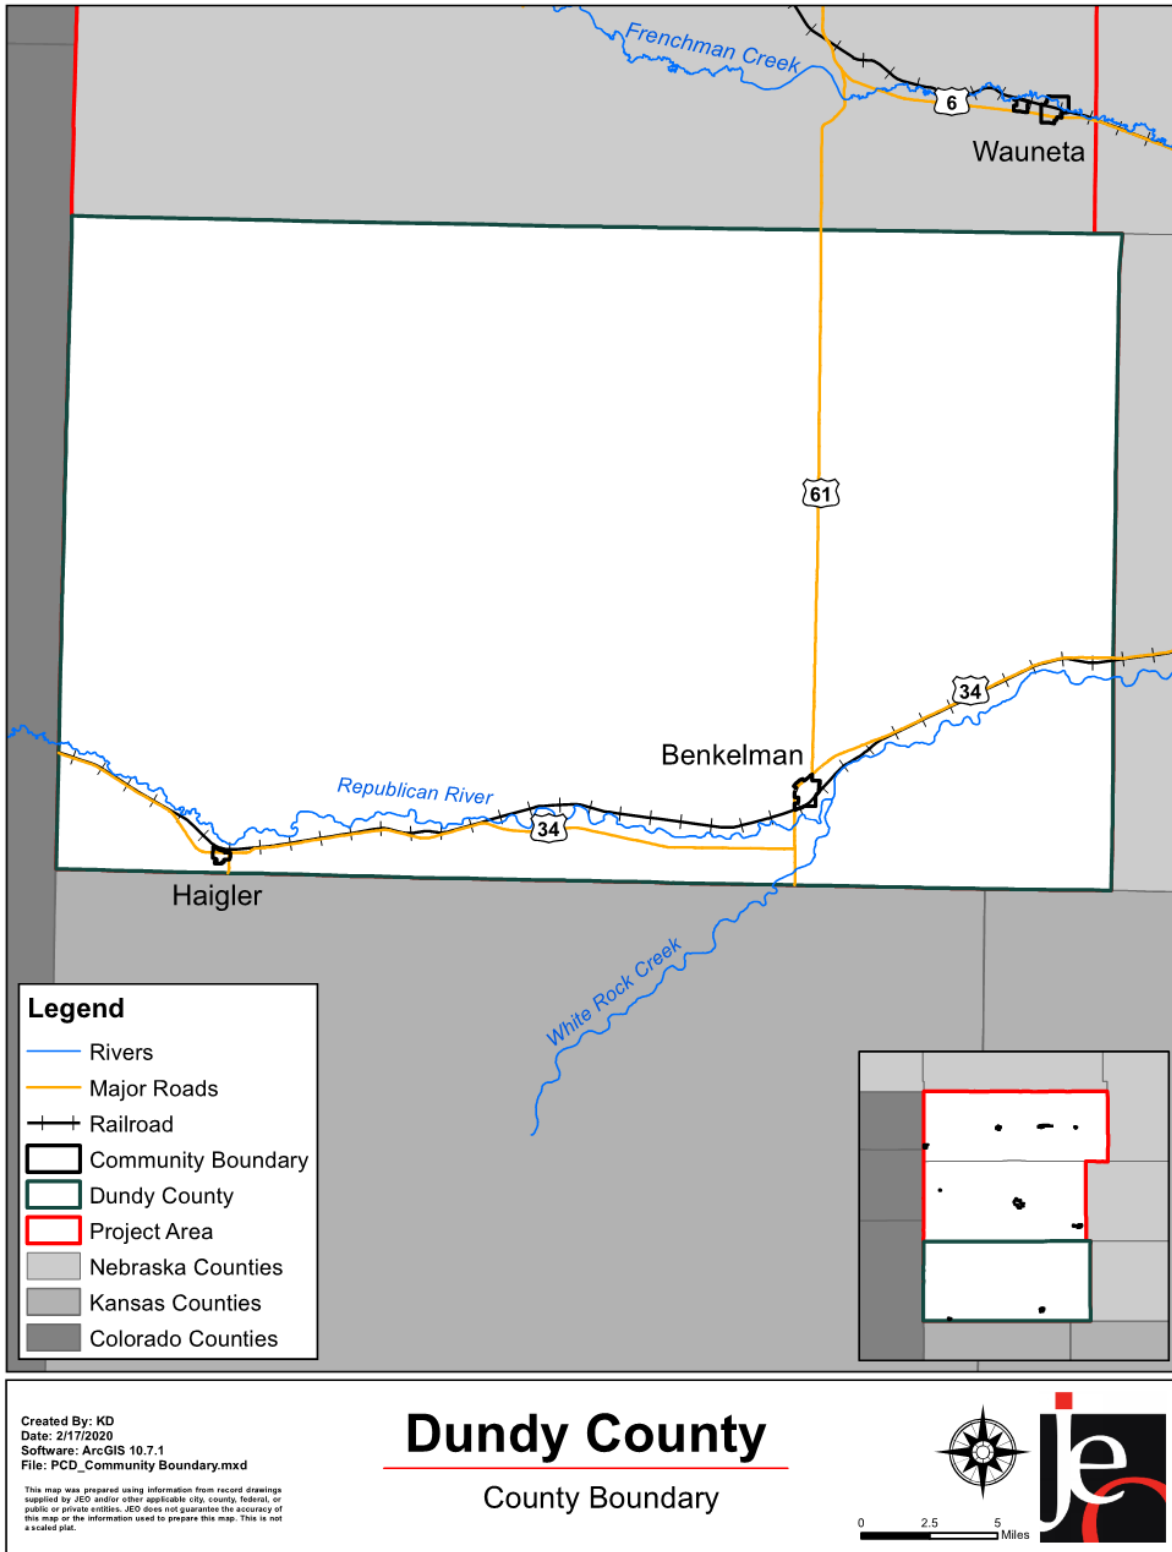 Frenchman Creek
6
Wauneta
61
34
Benkelman
Republican River
34
Haigler
White Rock Creek
Legend
Rivers
Major Roads
Railroad
Community Boundary
Dundy County
Project Area
Nebraska Counties
Kansas Counties
Colorado Counties
Created By: KD
Date: 2/17/2020
Software: ArcGIS 10.7.1
File: PCD_Community Boundary.mxd
This map was prepared using information from record drawings
supplied by JEO and/or other applicable city, county, federal, or
public or private entities. JEO does not guarantee the accuracy of
this map or the information used to prepare this map. This is not
a scaled plat.
Dundy County
County Boundary
0 2.5 5
Miles
jeo